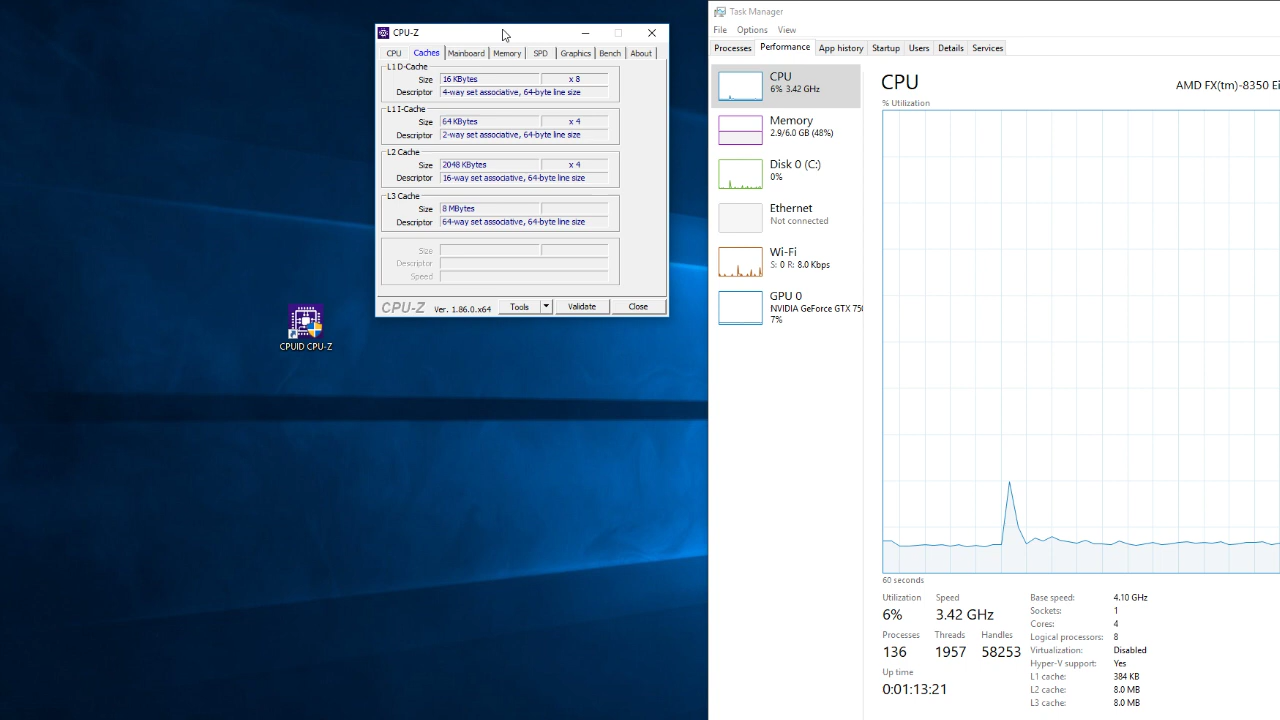 CPU-Z
CPU Caches Mainboard Memory SPD Graphics Bench About
L1 D-Cache
Size 16 KBytes x 8
Descriptor 4-way set associative, 64-byte line size
L1 I-Cache
Size 64 KBytes x 4
Descriptor 2-way set associative, 64-byte line size
L2 Cache
Size 2048 KBytes x 4
Descriptor 16-way set associative, 64-byte line size
L3 Cache
Size 8 MBytes
Descriptor 64-way set associative, 64-byte line size
Size
Descriptor
Speed
CPU-Z Ver. 1.86.0.x64 Tools Validate Close
CPUID CPU-Z
Task Manager
File Options View
Processes Performance App history Startup Users Details Services
CPU
6% 3.42 GHz
Memory
2.9/6.0 GB (48%)
Disk 0 (C:)
0%
Ethernet
Not connected
Wi-Fi
S: 0 R: 8.0 Kbps
GPU 0
NVIDIA GeForce GTX 75
7%
CPU AMD FX(tm)-8350 Ei
% Utilization
60 seconds
Utilization Speed
6% 3.42 GHz
Processes Threads Handles
136 1957 58253
Up time
0:01:13:21
Base speed: 4.10 GHz
Sockets: 1
Cores: 4
Logical processors: 8
Virtualization: Disabled
Hyper-V support: Yes
L1 cache: 384 KB
L2 cache: 8.0 MB
L3 cache: 8.0 MB